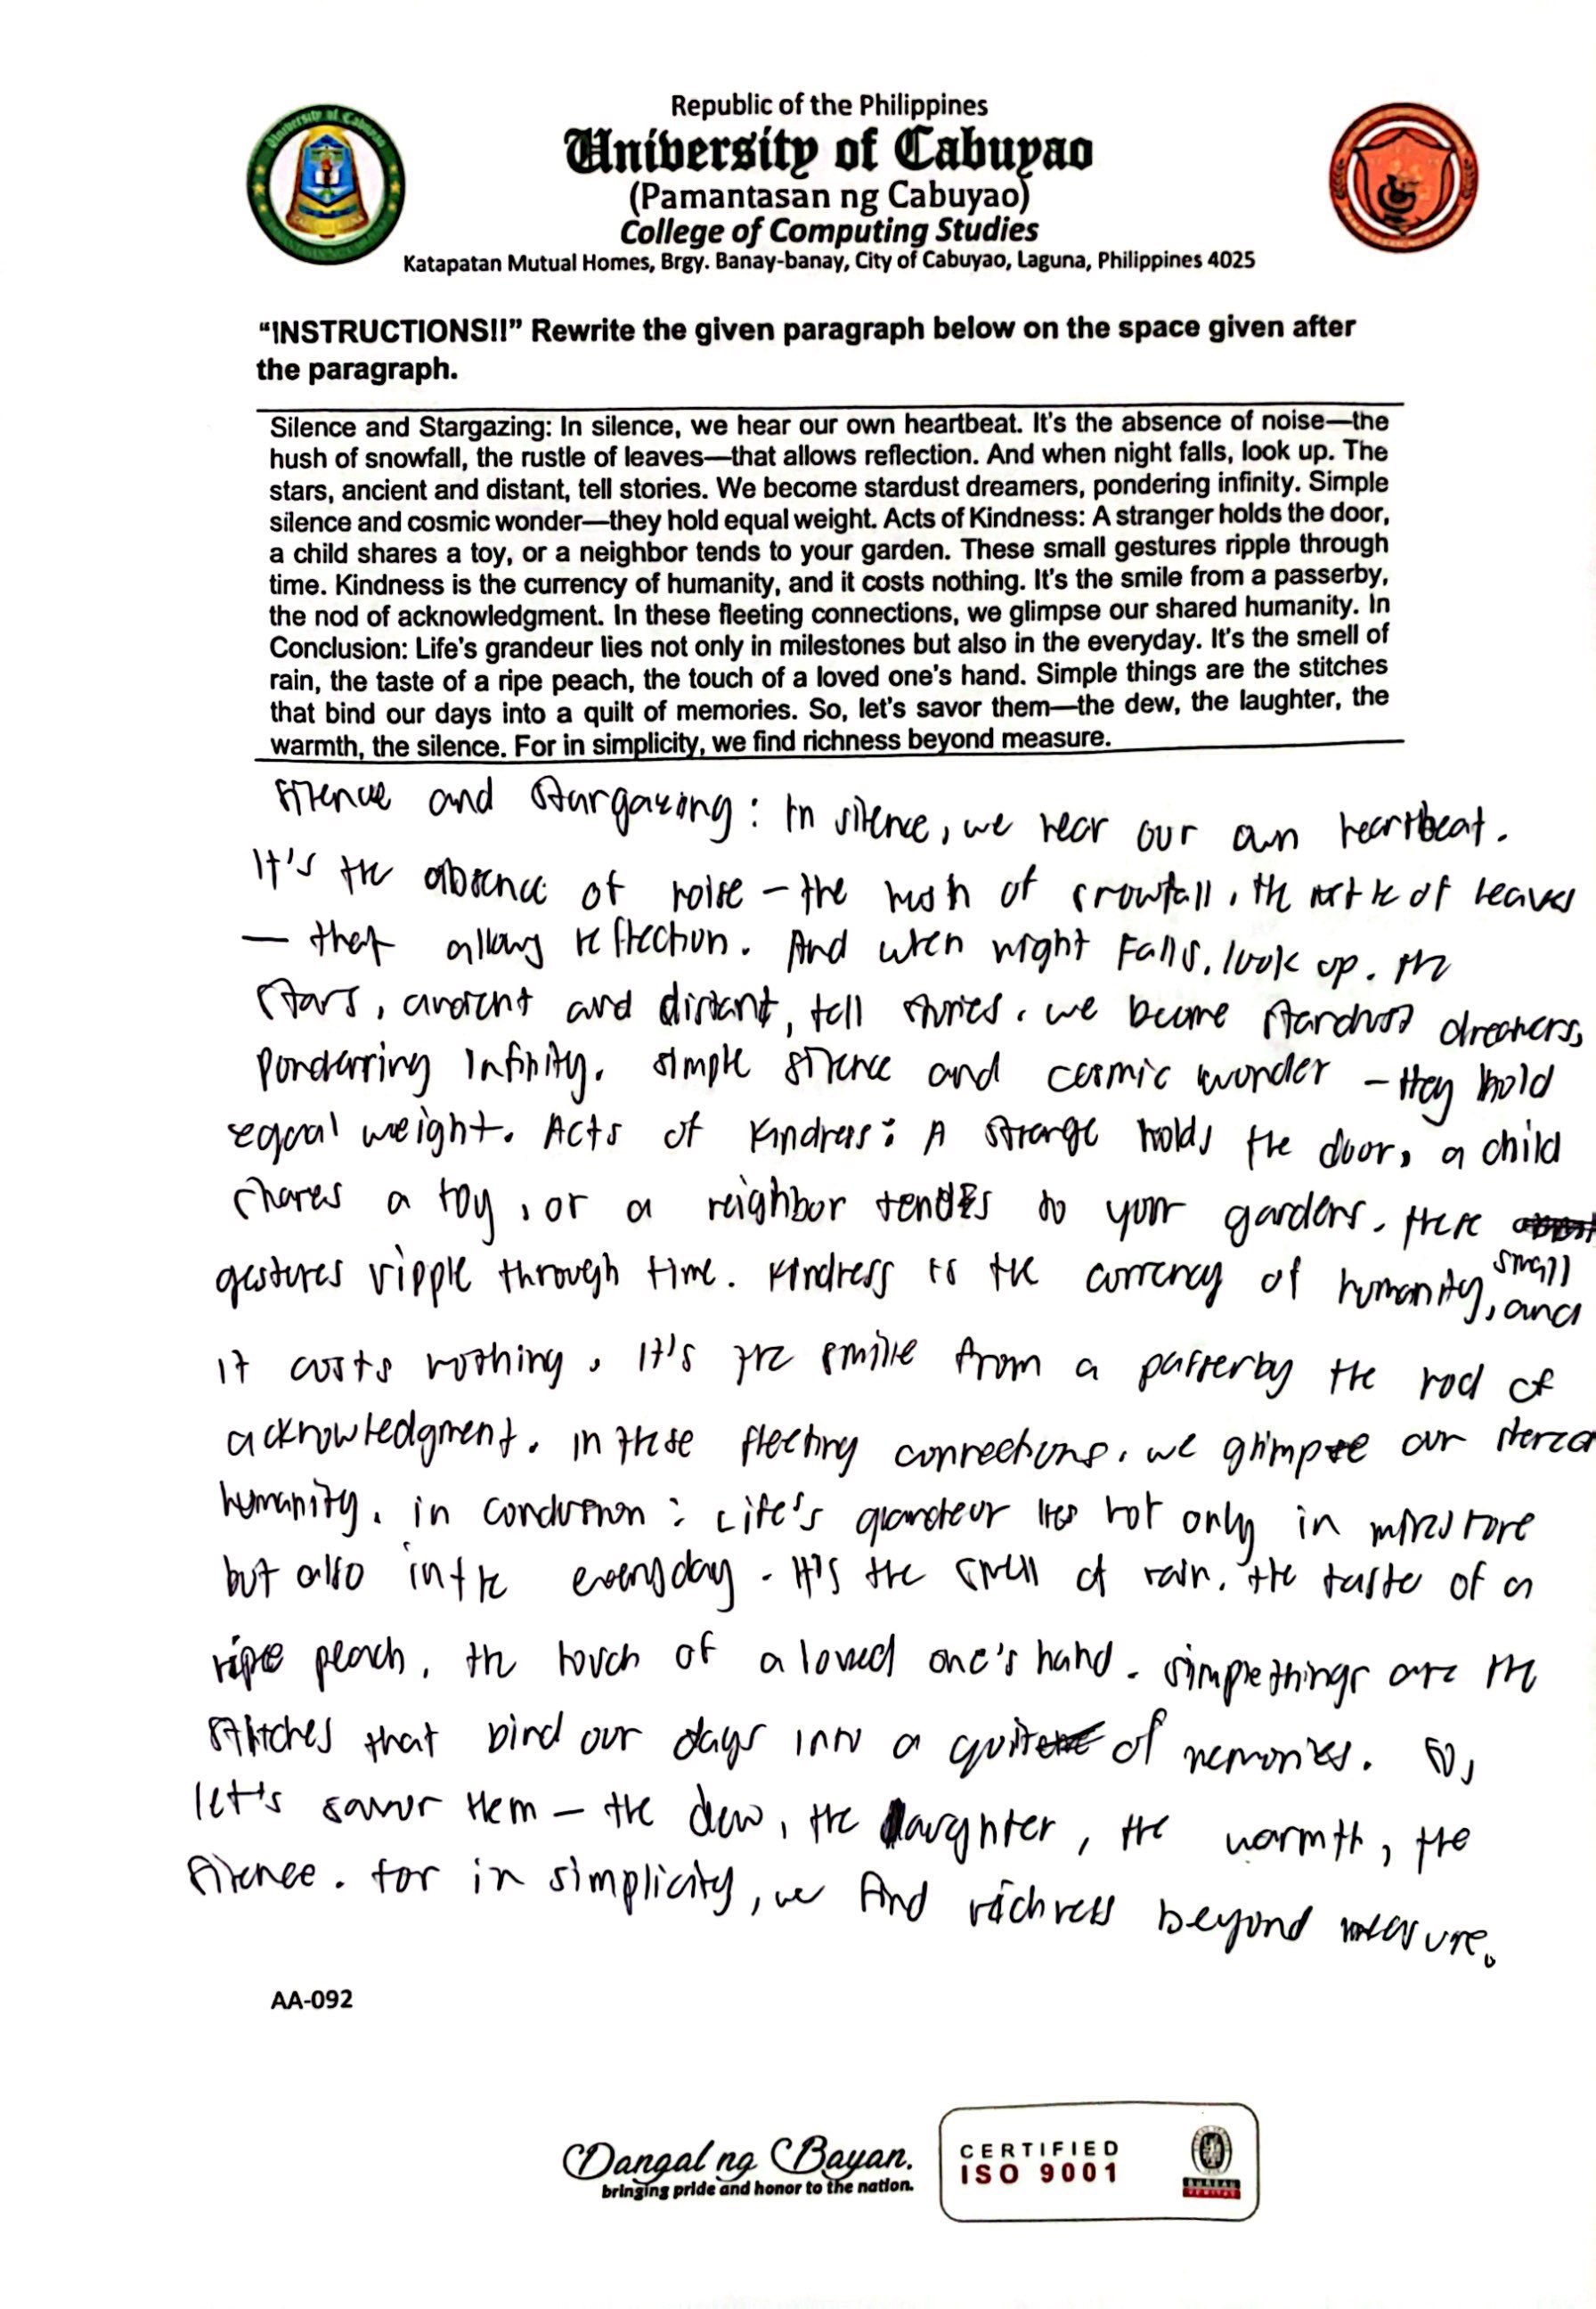 Republic of the Philippines
University of Cabuyao
(Pamantasan ng Cabuyao)
College of Computing Studies
Katapatan Mutual Homes, Brgy. Banay-banay, City of Cabuyao, Laguna, Philippines 4025
“INSTRUCTIONS!!” Rewrite the given paragraph below on the space given after
the paragraph.
Silence and Stargazing: In silence, we hear our own heartbeat. It's the absence of noise—the
hush of snowfall, the rustle of leaves—that allows reflection. And when night falls, look up. The
stars, ancient and distant, tell stories. We become stardust dreamers, pondering infinity. Simple
silence and cosmic wonder—they hold equal weight. Acts of Kindness: A stranger holds the door,
a child shares a toy, or a neighbor tends to your garden. These small gestures ripple through
time. Kindness is the currency of humanity, and it costs nothing. It's the smile from a passerby,
the nod of acknowledgment. In these fleeting connections, we glimpse our shared humanity. In
Conclusion: Life's grandeur lies not only in milestones but also in the everyday. It's the smell of
rain, the taste of a ripe peach, the touch of a loved one's hand. Simple things are the stitches
that bind our days into a quilt of memories. So, let's savor them—the dew, the laughter, the
warmth, the silence. For in simplicity, we find richness beyond measure.
Silence and Stargazing: In silence, we hear our own heartbeat.
It's the absence of noise – the hush of snowfall, the rustle of leaves
– that allows reflection. And when night Falls, look up. The
stars, ancient and distant, tell stories. we become stardust dreamers,
Ponderring Infinity. simple silence and cosmic wonder – they hold
equal weight. Acts of Kindness: A strange holds the door, a child
shares a toy, or a neighbor tends to your gardens. these
gestures ripple through time. Kindness is the currency of humanity, small and
it costs nothing. It's the smile from a passerby the nod of
acknowledgment. in these fleeting connections, we glimpse our shared
humanity. in conclusion: Life's grandeur lies not only in milestone
but also in the everyday. It's the smell of rain, the taste of a
ripe peach, the touch of a loved one's hand. simple things are the
stitches that bind our days into a quilt of memories. So,
let's savor them – the dew, the laughter, the warmth, the
silence. for in simplicity, we find richness beyond measure.
AA-092
Dangal ng Bayan.
bringing pride and honor to the nation.
CERTIFIED
ISO 9001
BUREAU
VERITAS